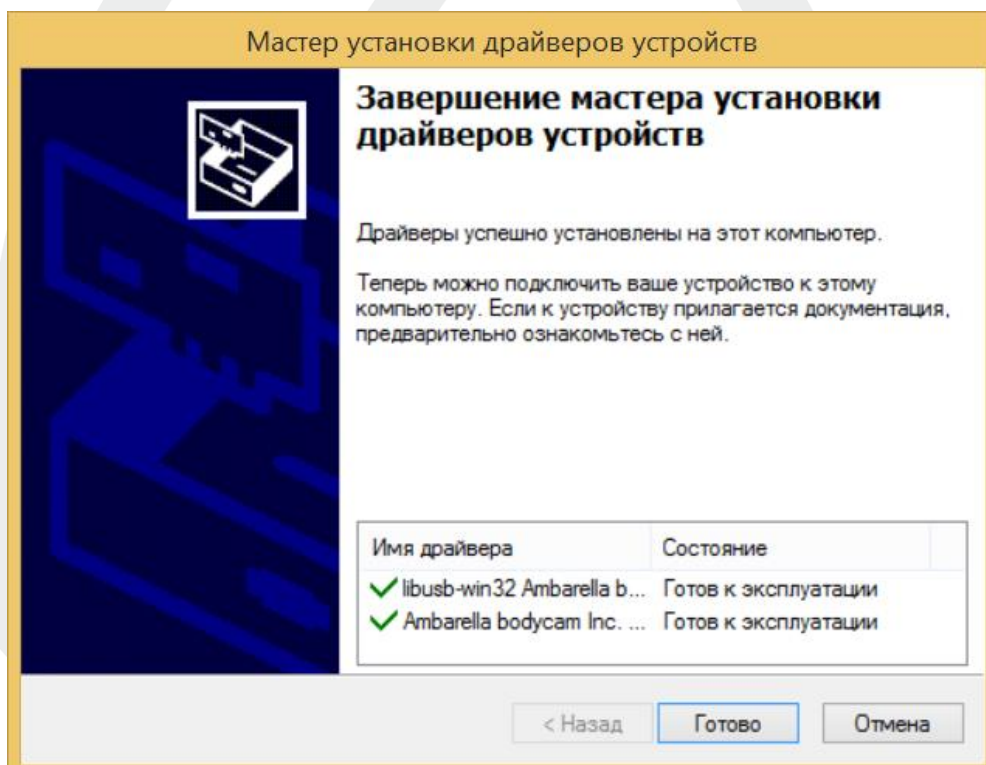 Мастер установки драйверов устройств
Завершение мастера установки
драйверов устройств
Драйверы успешно установлены на этот компьютер.
Теперь можно подключить ваше устройство к этому
компьютеру. Если к устройству прилагается документация,
предварительно ознакомьтесь с ней.
Имя драйвера Состояние
libusb-win32 Ambarella b... Готов к эксплуатации
Ambarella bodycam Inc. ... Готов к эксплуатации
< Назад Готово Отмена